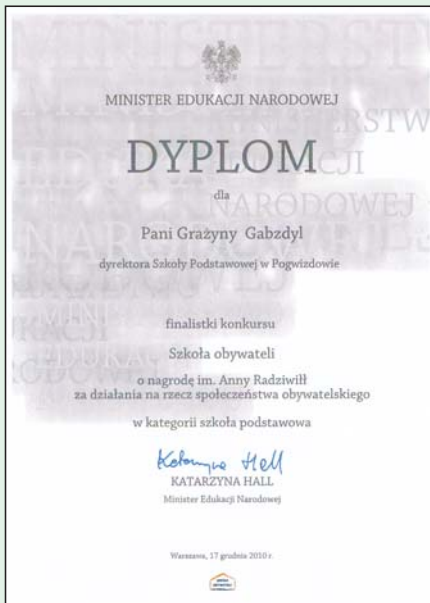 MINISTER EDUKACJI NARODOWEJ
DYPLOM
dla
Pani Grażyny Gabzdyl
dyrektora Szkoły Podstawowej w Pogwizdowie
finalistki konkursu
Szkoła obywateli
o nagrodę im. Anny Radziwiłł
za działania na rzecz społeczeństwa obywatelskiego
w kategorii szkoła podstawowa
Katarzyna Hall
KATARZYNA HALL
Minister Edukacji Narodowej
Warszawa, 17 grudnia 2010 r.